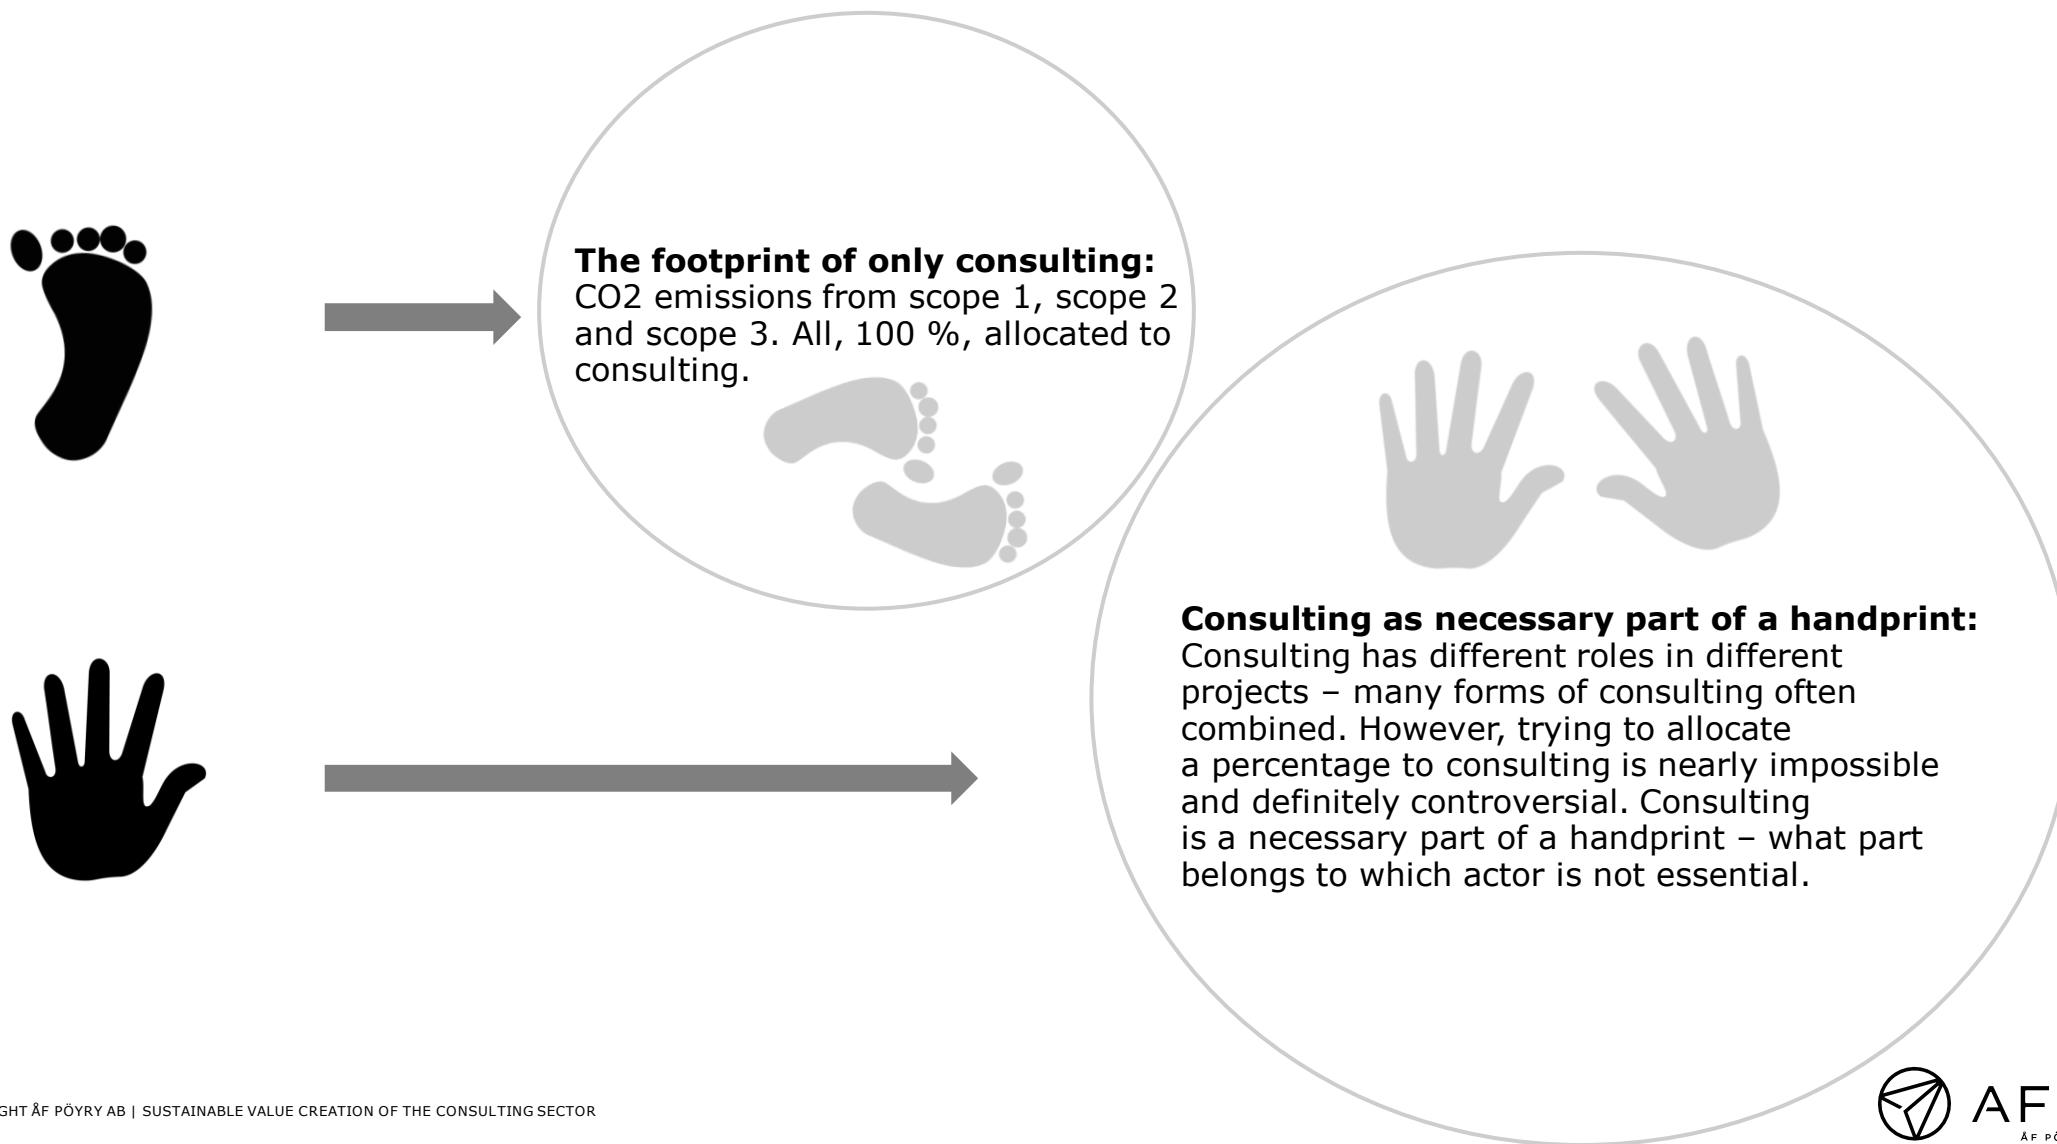 The footprint of only consulting:
CO2 emissions from scope 1, scope 2
and scope 3. All, 100 %, allocated to
consulting.
Consulting as necessary part of a handprint:
Consulting has different roles in different
projects – many forms of consulting often
combined. However, trying to allocate
a percentage to consulting is nearly impossible
and definitely controversial. Consulting
is a necessary part of a handprint – what part
belongs to which actor is not essential.
GHT ÅF PÖYRY AB | SUSTAINABLE VALUE CREATION OF THE CONSULTING SECTOR
AF
ÅF PÖ